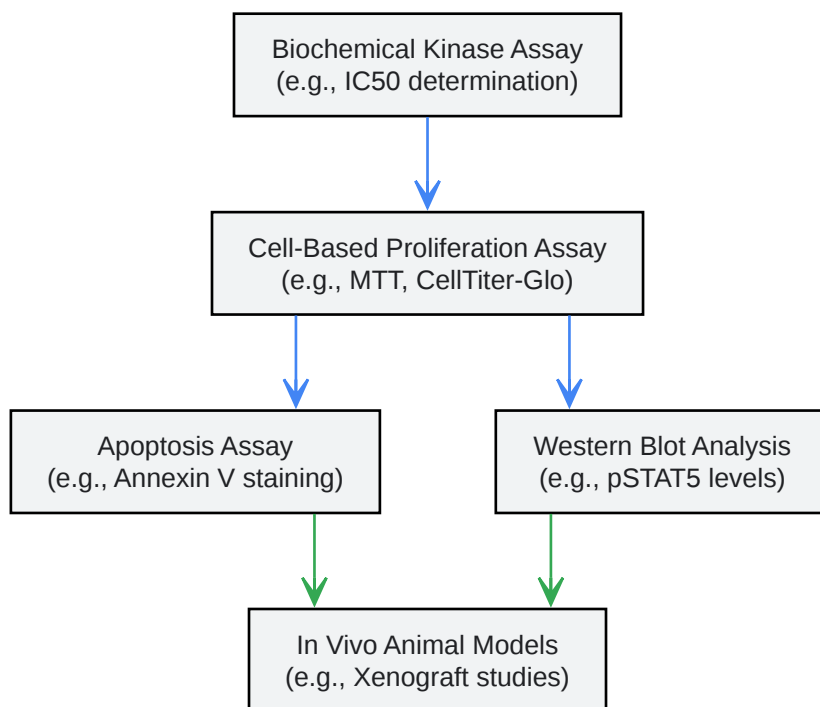 Biochemical Kinase Assay
(e.g., IC50 determination)
Cell-Based Proliferation Assay
(e.g., MTT, CellTiter-Glo)
Apoptosis Assay
(e.g., Annexin V staining)
Western Blot Analysis
(e.g., pSTAT5 levels)
In Vivo Animal Models
(e.g., Xenograft studies)